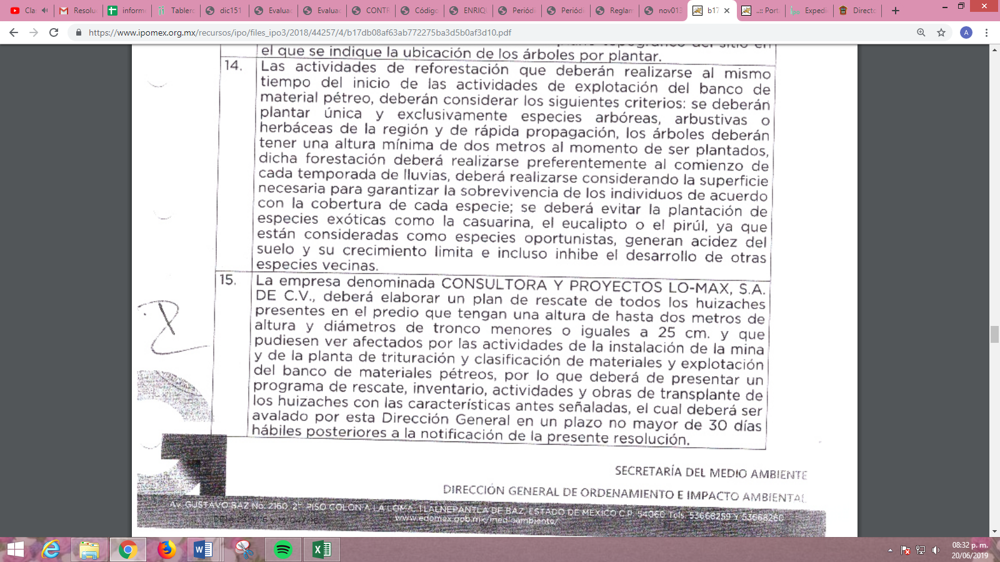 Cla
Resolu
inform
Tablero
dic151
Evaluac
Evaluac
CONTR
Código
ENRIQU
Periód
Periódi
Reglam
nov013
b17
..:: Port
Expedi
Directo
https://www.ipomex.org.mx/recursos/ipo/files_ipo3/2018/44257/4/b17db08af63ab772275ba3d5b0af3d10.pdf
A
topográfico del sitio en
el que se indique la ubicación de los árboles por plantar.
14. Las actividades de reforestación que deberán realizarse al mismo
tiempo del inicio de las actividades de explotación del banco de
material pétreo, deberán considerar los siguientes criterios: se deberán
plantar única y exclusivamente especies arbóreas, arbustivas o
herbáceas de la región y de rápida propagación, los árboles deberán
tener una altura mínima de dos metros al momento de ser plantados,
dicha forestación deberá realizarse preferentemente al comienzo de
cada temporada de lluvias, deberá realizarse considerando la superficie
necesaria para garantizar la sobrevivencia de los individuos de acuerdo
con la cobertura de cada especie; se deberá evitar la plantación de
especies exóticas como la casuarina, el eucalipto o el pirúl, ya que
están consideradas como especies oportunistas, generan acidez del
suelo y su crecimiento limita e incluso inhibe el desarrollo de otras
especies vecinas.
15. La empresa denominada CONSULTORA Y PROYECTOS LO-MAX, S.A.
DE C.V., deberá elaborar un plan de rescate de todos los huizaches
presentes en el predio que tengan una altura de hasta dos metros de
altura y diámetros de tronco menores o iguales a 25 cm. y que
pudiesen ver afectados por las actividades de la instalación de la mina
y de la planta de trituración y clasificación de materiales y explotación
del banco de materiales pétreos, por lo que deberá de presentar un
programa de rescate, inventario, actividades y obras de transplante de
los huizaches con las características antes señaladas, el cual deberá ser
avalado por esta Dirección General en un plazo no mayor de 30 días
hábiles posteriores a la notificación de la presente resolución.
SECRETARÍA DEL MEDIO AMBIENTE
DIRECCIÓN GENERAL DE ORDENAMIENTO E IMPACTO AMBIENTAL
Av. GUSTAVO BAZ No. 2160, 2° PISO COLONIA LA LOMA, TLALNEPANTLA DE BAZ, ESTADO DE MÉXICO C.P. 54060 Tels. 53668259 Y 53668260
www.edomex.gob.mx/medioambiente/
08:32 p. m.
20/06/2019